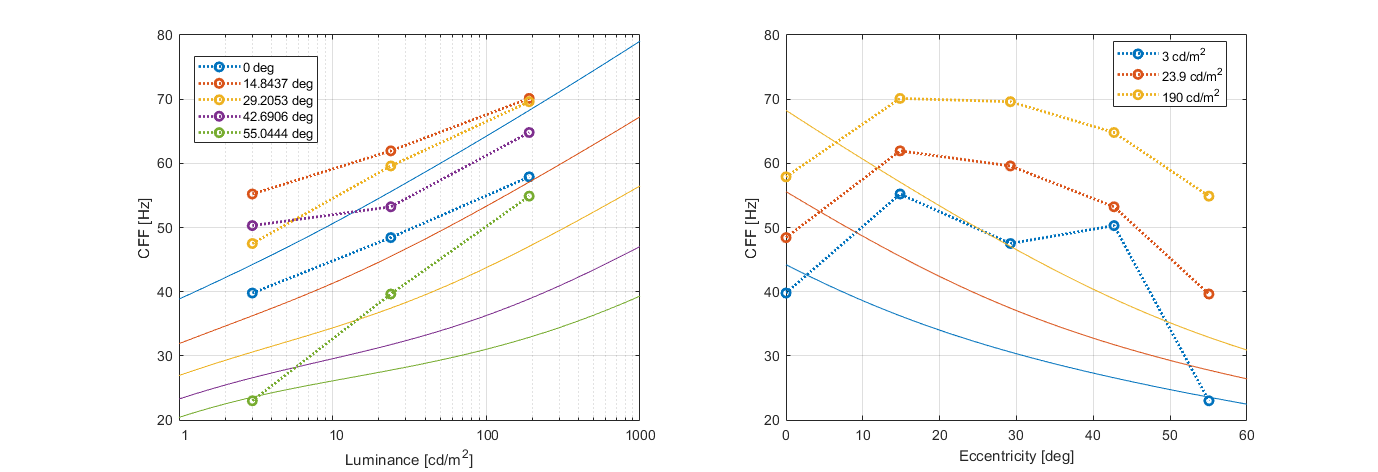 80
70
60
50
40
30
20
CFF [Hz]
0 deg
14.8437 deg
29.2053 deg
42.6906 deg
55.0444 deg
1
10
100
1000
Luminance [cd/m²]
80
70
60
50
40
30
20
CFF [Hz]
3 cd/m²
23.9 cd/m²
190 cd/m²
0
10
20
30
40
50
60
Eccentricity [deg]